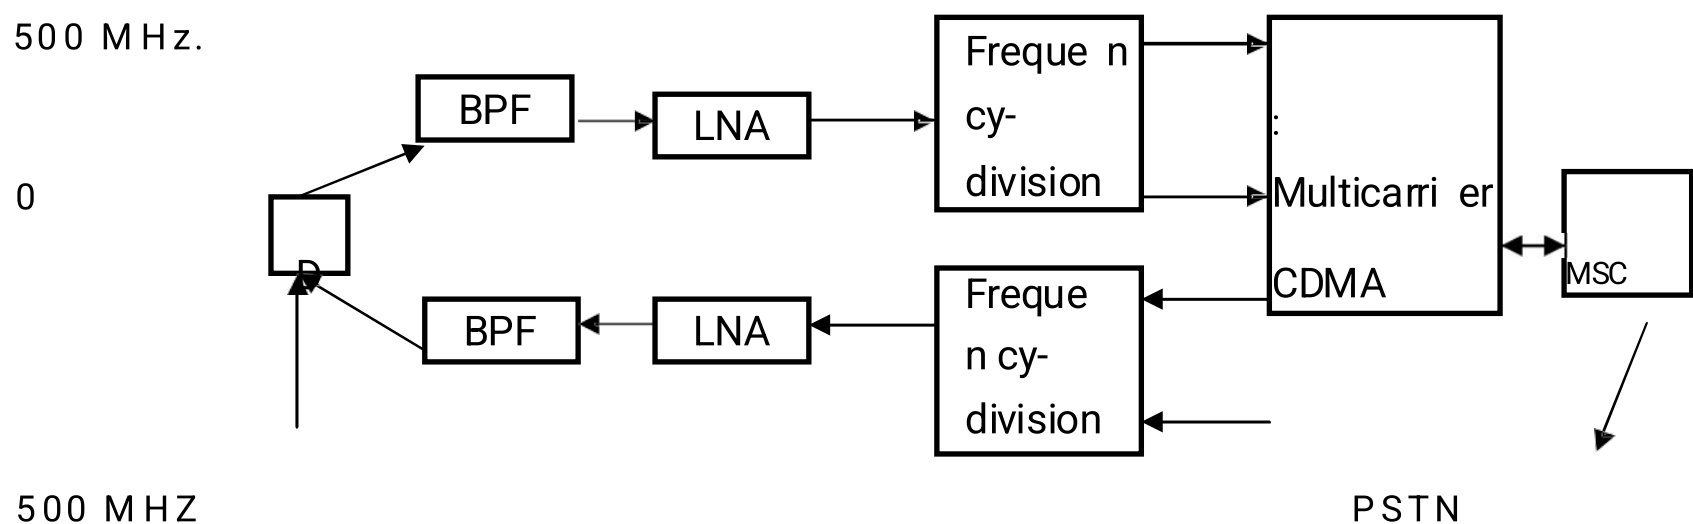 500 MHz.
BPF
LNA
Freque n
cy-
division
:
Multicarri er
CDMA
0
D
MSC
BPF
LNA
Freque
n cy-
division
500 MHZ
PSTN